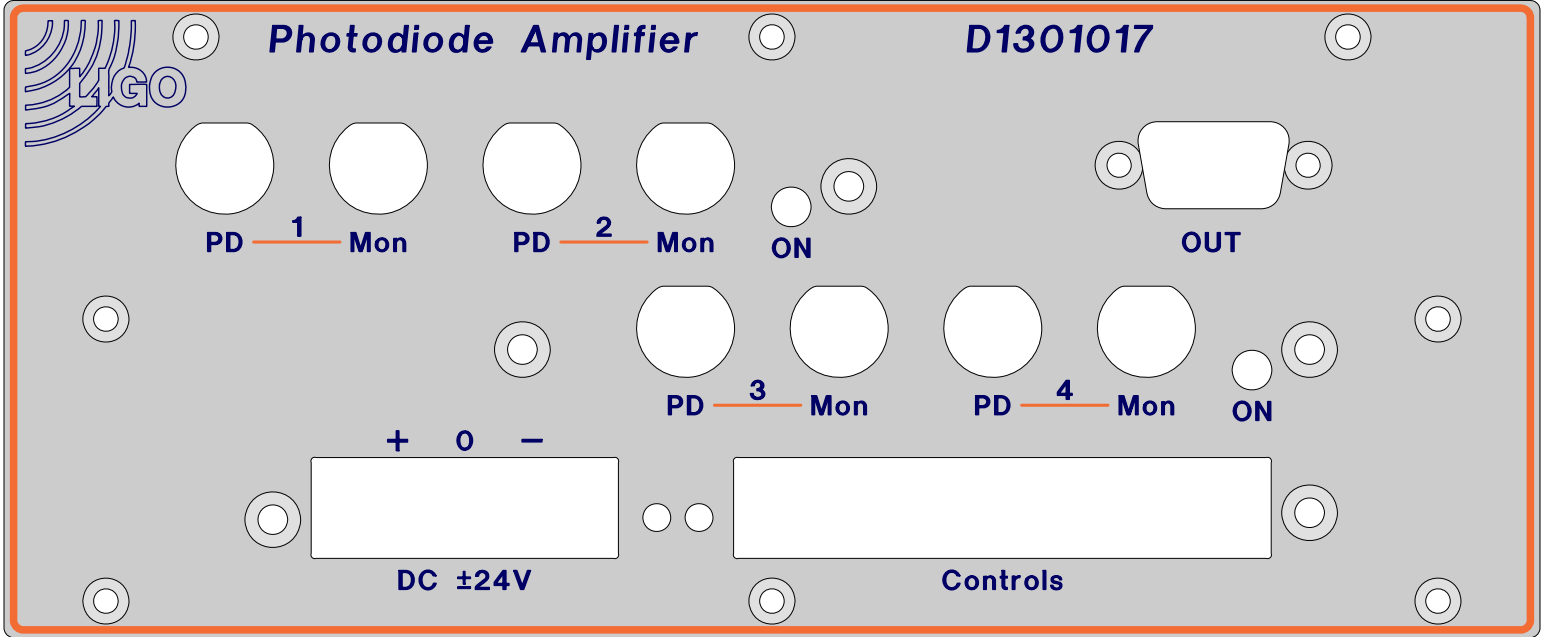 Photodiode Amplifier D1301017
LIGO
1 2
PD Mon PD Mon ON OUT
3 4
PD Mon PD Mon ON
+ 0 −
DC ±24V Controls